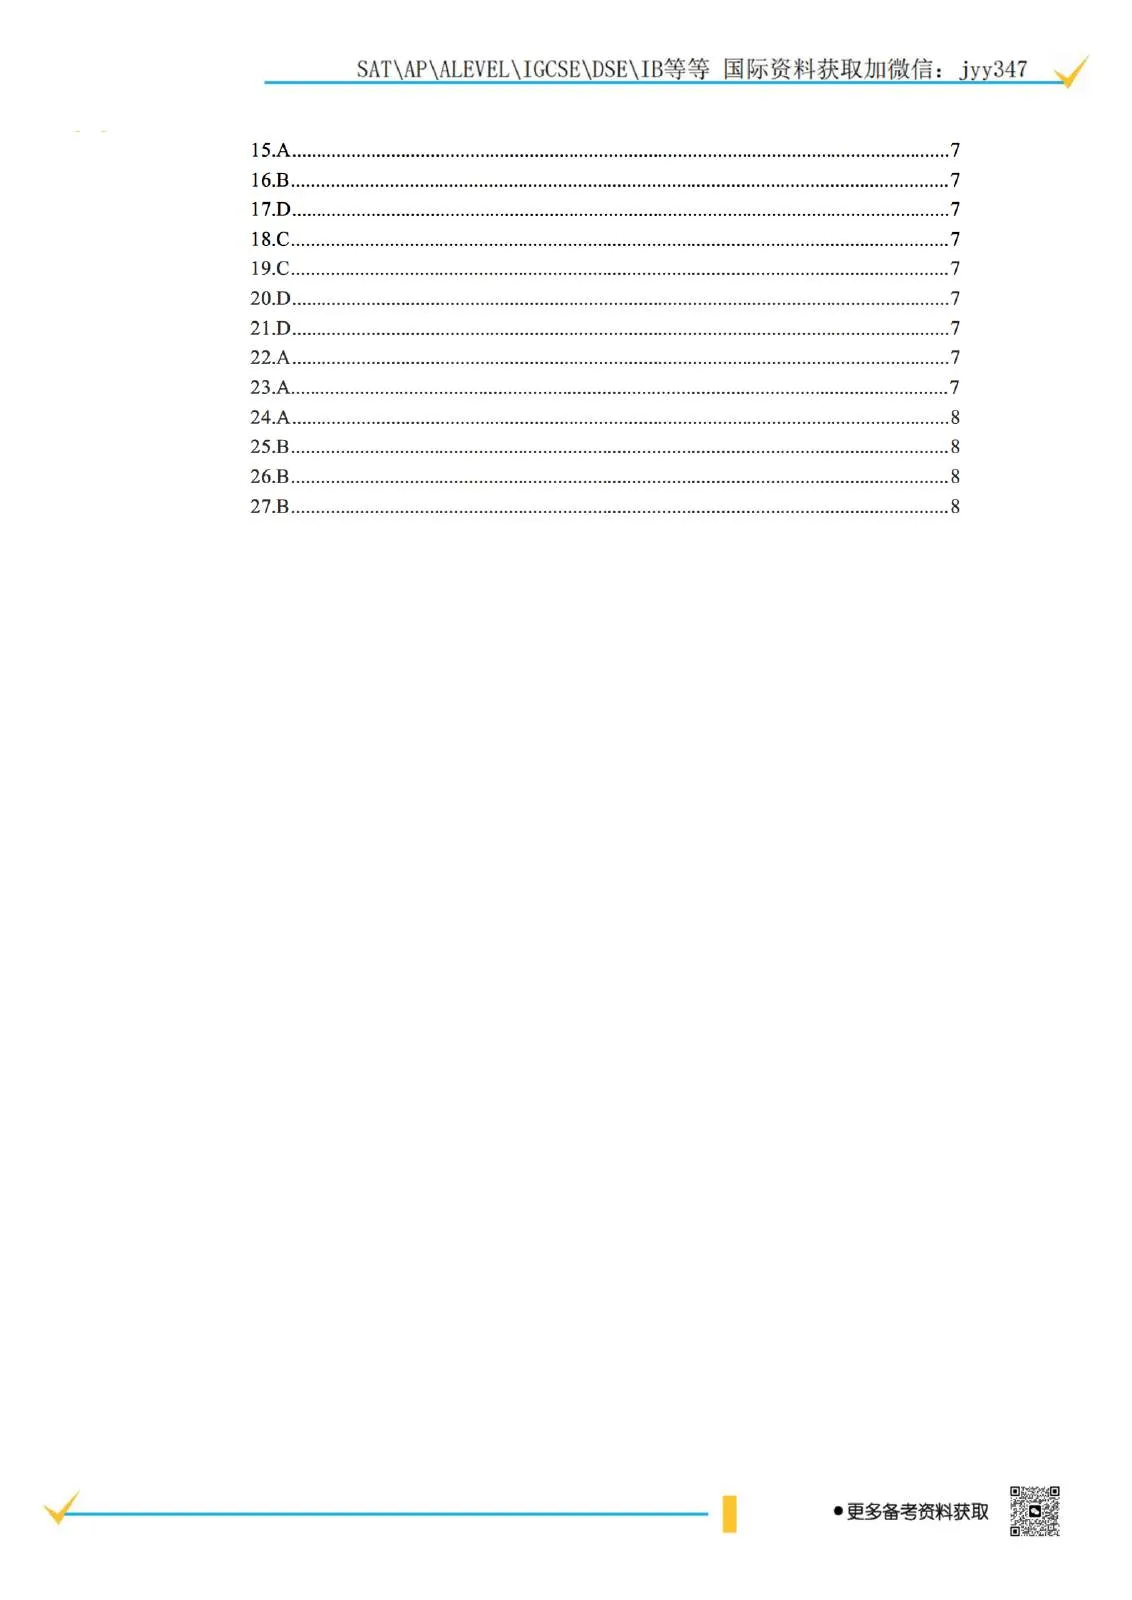 SAT\AP\ALEVEL\IGCSE\DSE\IB等等 国际资料获取加微信：jyy347
15.A........................................7
16.B........................................7
17.D........................................7
18.C........................................7
19.C........................................7
20.D........................................7
21.D........................................7
22.A........................................7
23.A........................................7
24.A........................................8
25.B........................................8
26.B........................................8
27.B........................................8
●更多备考资料获取